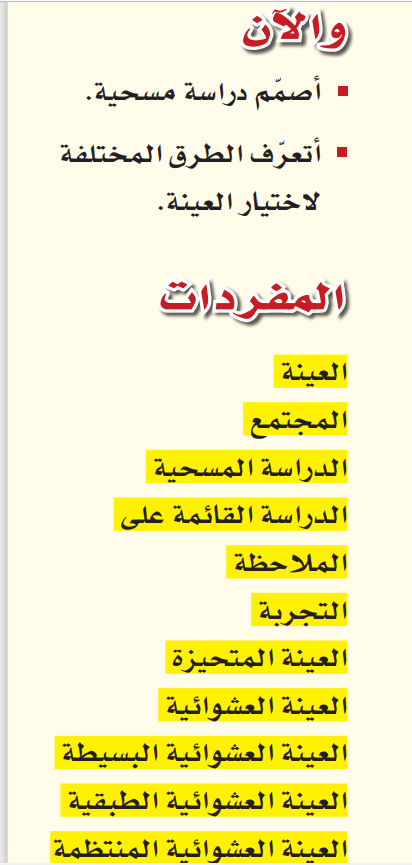 والآن
أصمّم دراسة مسحية.
أتعرّف الطرق المختلفة
لاختيار العينة.
المفردات
العينة
المجتمع
الدراسة المسحية
الدراسة القائمة على
الملاحظة
التجربة
العينة المتحيزة
العينة العشوائية
العينة العشوائية البسيطة
العينة العشوائية الطبقية
العينة العشوائية المنتظمة